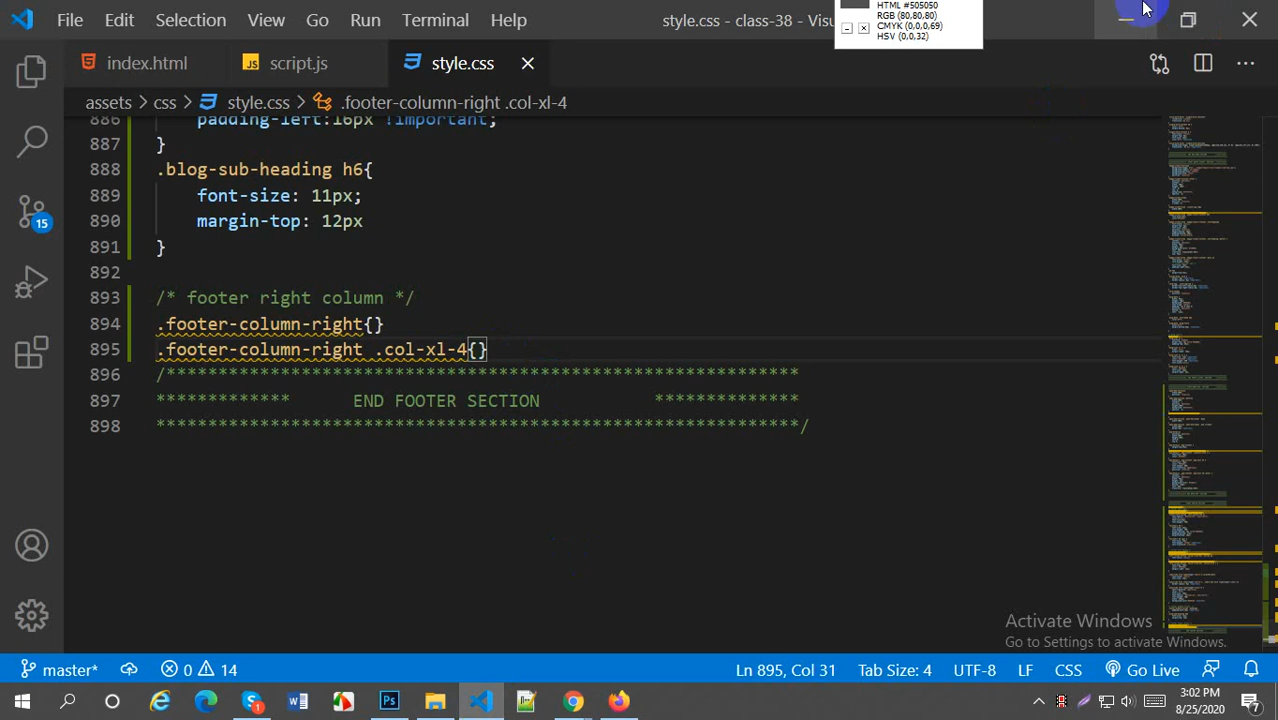 HTML #505050
RGB (80,80,80)
CMYK (0,0,0,69)
HSV (0,0,32)
File Edit Selection View Go Run Terminal Help style.css - class-38 - Visu
index.html JS script.js style.css
assets > css > style.css > .footer-column-right .col-xl-4
886 padding-left:16px !important;
887 }
888 .blog-sub-heading h6{
889 font-size: 11px;
890 margin-top: 12px
891 }
892
893 /* footer right column */
894 .footer-column-right{}
895 .footer-column-right .col-xl-4{}
896 /*************************************************************
897 ************* END FOOTER SECTION **************
898 **************************************************************/
15
Activate Windows
Go to Settings to activate Windows.
master* 0 14 Ln 895, Col 31 Tab Size: 4 UTF-8 LF CSS Go Live
3:02 PM
8/25/2020